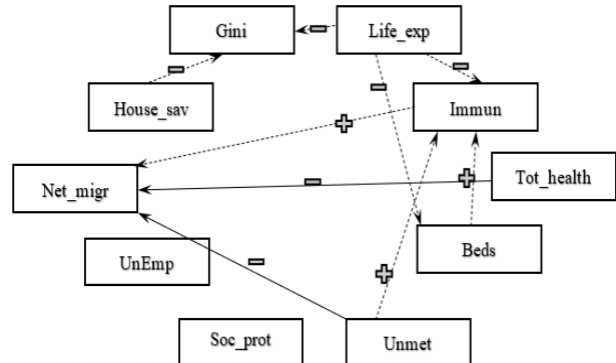 Gini
Life_exp
House_sav
Immun
Net_migr
Tot_health
UnEmp
Beds
Soc_prot
Unmet